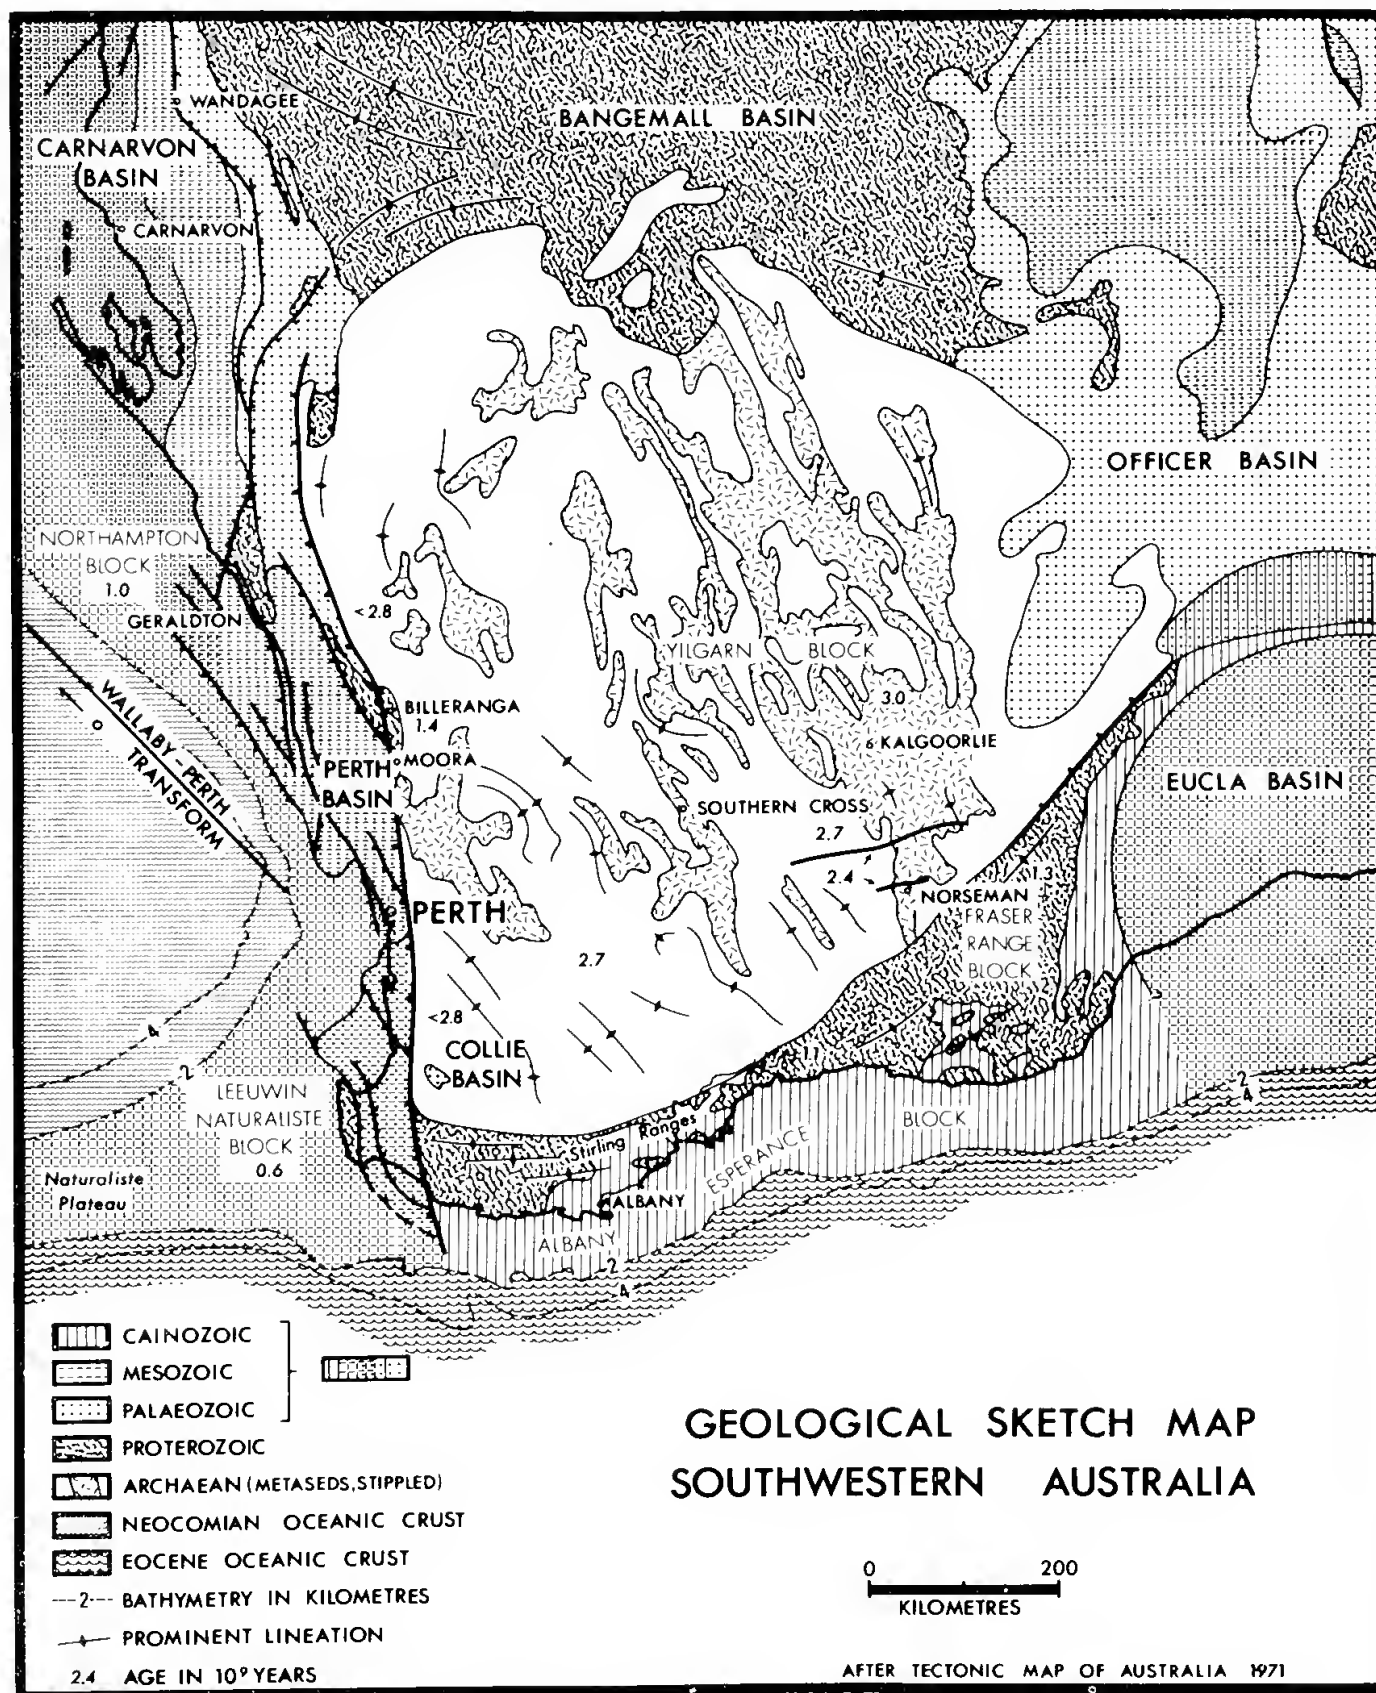 WANDAGEE
BANGEMALL BASIN
CARNARVON
BASIN
CARNARVON
OFFICER BASIN
NORTHAMPTON
BLOCK
1.0
GERALDTON
<2.8
YILGARN BLOCK
3.0
BILLERANGA
1.4
KALGOORLIE
MOORA
WALLABY-PERTH
TRANSFORM
PERTH
BASIN
EUCLA BASIN
SOUTHERN CROSS
2.7
2.4
1.3
NORSEMAN
PERTH
FRASER
RANGE
BLOCK
2.7
<2.8
4
COLLIE
BASIN
1.1
2
2
4
LEEUWIN
NATURALISTE
BLOCK
0.6
BLOCK
Stirling Ranges
ESPERANCE
Naturaliste
Plateau
ALBANY
ALBANY
2
4
CAINOZOIC
MESOZOIC
PALAEOZOIC
PROTEROZOIC
ARCHAEAN (METASEDS, STIPPLED)
NEOCOMIAN OCEANIC CRUST
EOCENE OCEANIC CRUST
---2--- BATHYMETRY IN KILOMETRES
PROMINENT LINEATION
2.4 AGE IN 10⁹ YEARS
GEOLOGICAL SKETCH MAP
SOUTHWESTERN AUSTRALIA
0 200
KILOMETRES
AFTER TECTONIC MAP OF AUSTRALIA 1971